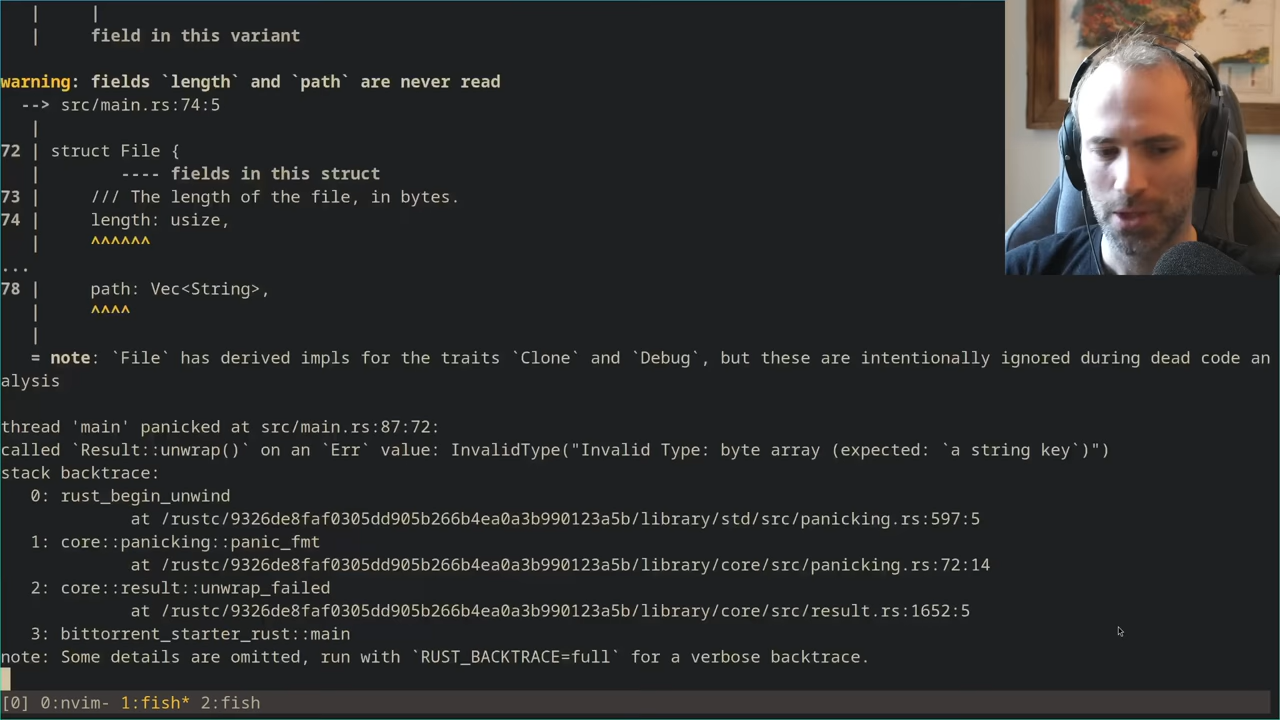 |     |
|     field in this variant
warning: fields `length` and `path` are never read
--> src/main.rs:74:5
|
72 | struct File {
|        ---- fields in this struct
73 |     /// The length of the file, in bytes.
74 |     length: usize,
|     ^^^^^^
...
78 |     path: Vec<String>,
|     ^^^^
|
= note: `File` has derived impls for the traits `Clone` and `Debug`, but these are intentionally ignored during dead code an
alysis
thread 'main' panicked at src/main.rs:87:72:
called `Result::unwrap()` on an `Err` value: InvalidType("Invalid Type: byte array (expected: `a string key`)")
stack backtrace:
0: rust_begin_unwind
at /rustc/9326de8faf0305dd905b266b4ea0a3b990123a5b/library/std/src/panicking.rs:597:5
1: core::panicking::panic_fmt
at /rustc/9326de8faf0305dd905b266b4ea0a3b990123a5b/library/core/src/panicking.rs:72:14
2: core::result::unwrap_failed
at /rustc/9326de8faf0305dd905b266b4ea0a3b990123a5b/library/core/src/result.rs:1652:5
3: bittorrent_starter_rust::main
note: Some details are omitted, run with `RUST_BACKTRACE=full` for a verbose backtrace.
[0] 0:nvim- 1:fish* 2:fish